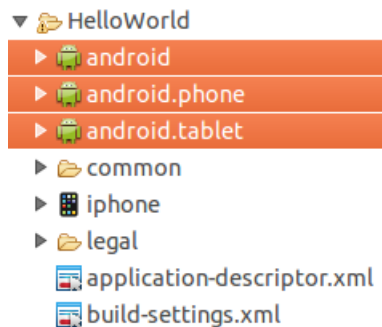 HelloWorld
android
android.phone
android.tablet
common
iphone
legal
application-descriptor.xml
build-settings.xml